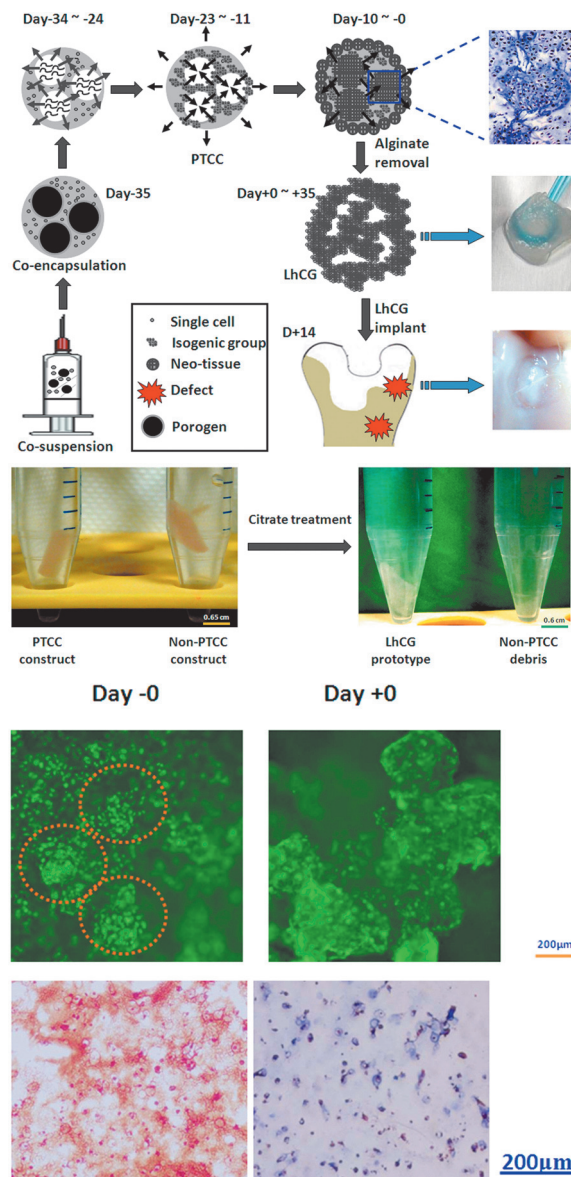 Day-34 ~ -24
Day-23 ~ -11
Day-10 ~ -0
PTCC
Alginate
removal
Day-35
Day+0 ~ +35
Co-encapsulation
LhCG
LhCG
implant
D+14
Single cell
Isogenic group
Neo-tissue
Defect
Porogen
Co-suspension
Citrate treatment
0.65 cm
0.6 cm
PTCC
construct
Non-PTCC
construct
LhCG
prototype
Non-PTCC
debris
Day -0
Day +0
200μm
200μm